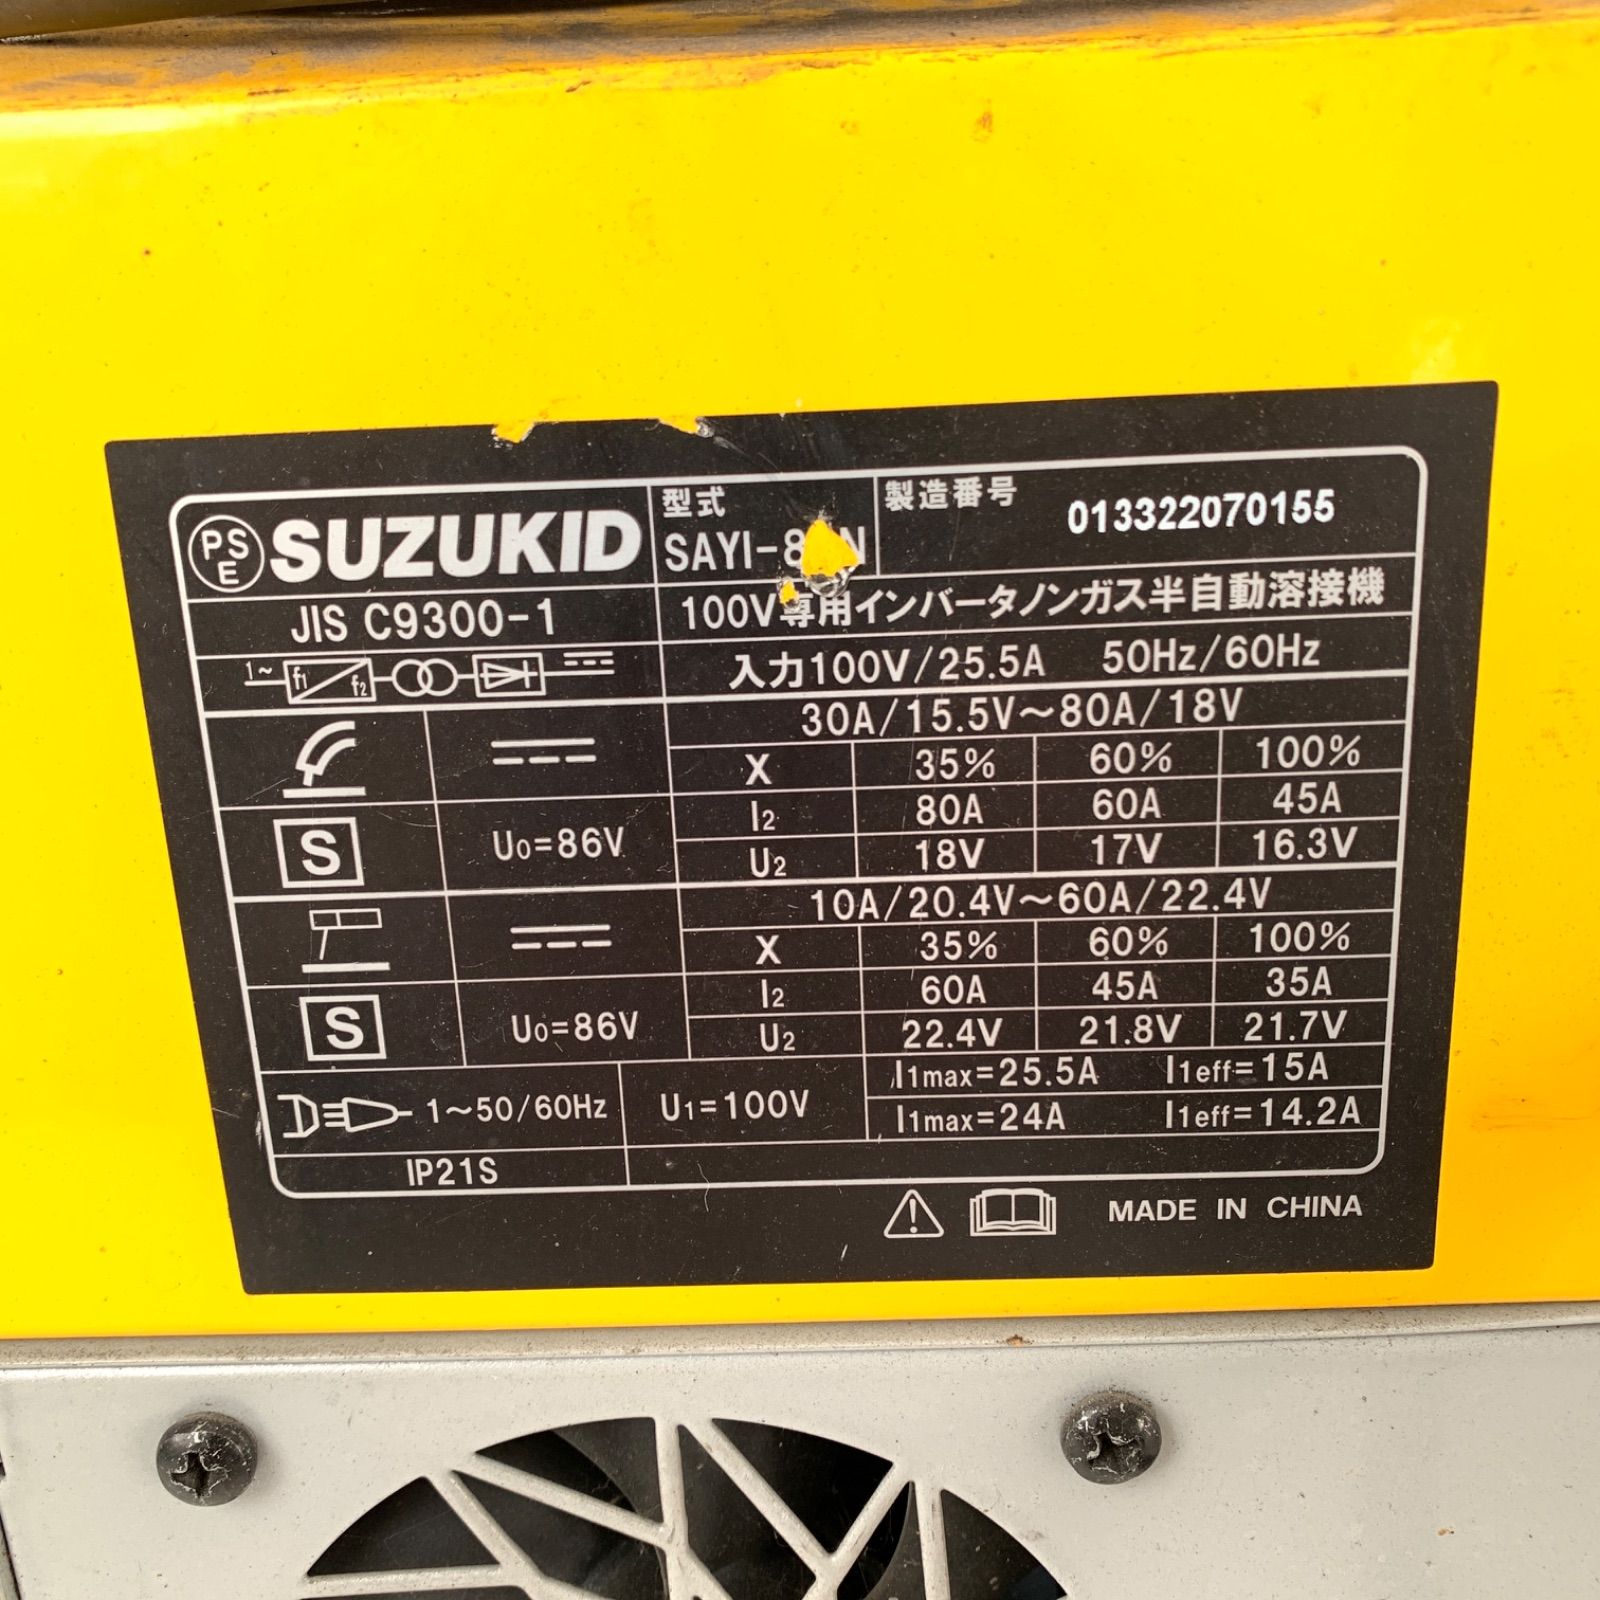 PSE SUZUKID
型式
製造番号 013322070155
JIS C9300-1
100V専用インバータノンガス半自動溶接機
1~ f1 f2
入力100V/25.5A 50Hz/60Hz
30A/15.5V~80A/18V
X 35% 60% 100%
I2 80A 60A 45A
S U0=86V
U2 18V 17V 16.3V
10A/20.4V~60A/22.4V
X 35% 60% 100%
I2 60A 45A 35A
S U0=86V
U2 22.4V 21.8V 21.7V
1~50/60Hz U1=100V
I1max=25.5A I1eff=15A
I1max=24A I1eff=14.2A
IP21S
MADE IN CHINA